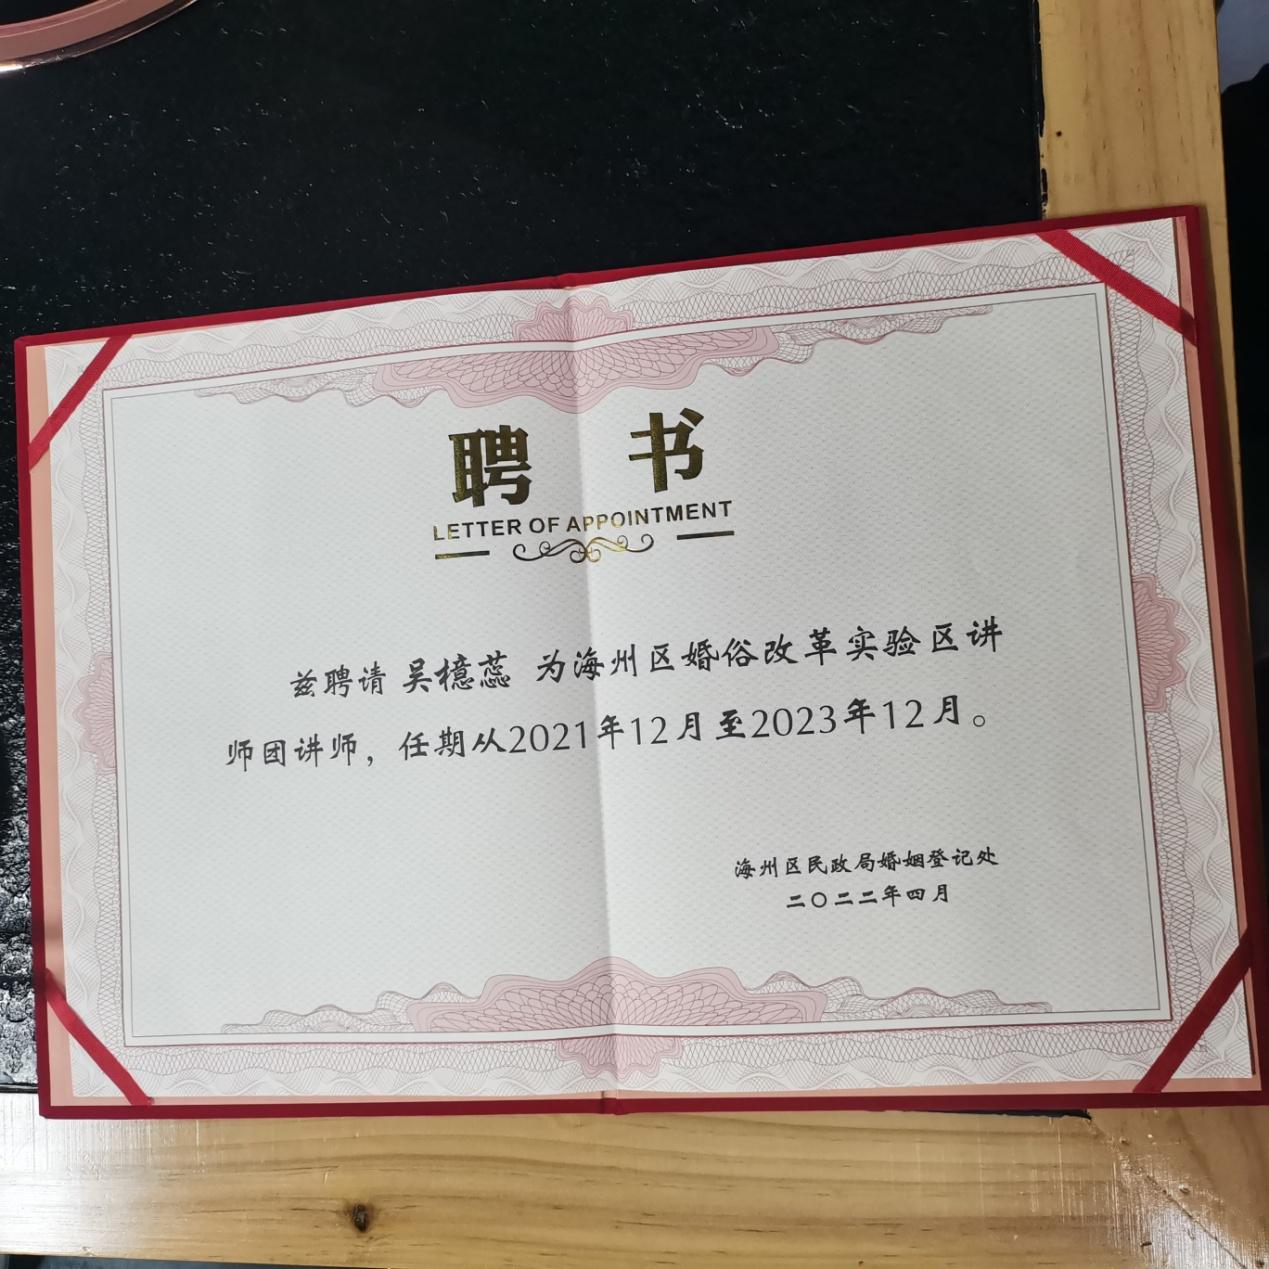 聘 书
LETTER OF APPOINTMENT
兹聘请 吴檍蕊 为海州区婚俗改革实验区讲
师团讲师，任期从2021年12月至2023年12月。
海州区民政局婚姻登记处
二〇二二年四月